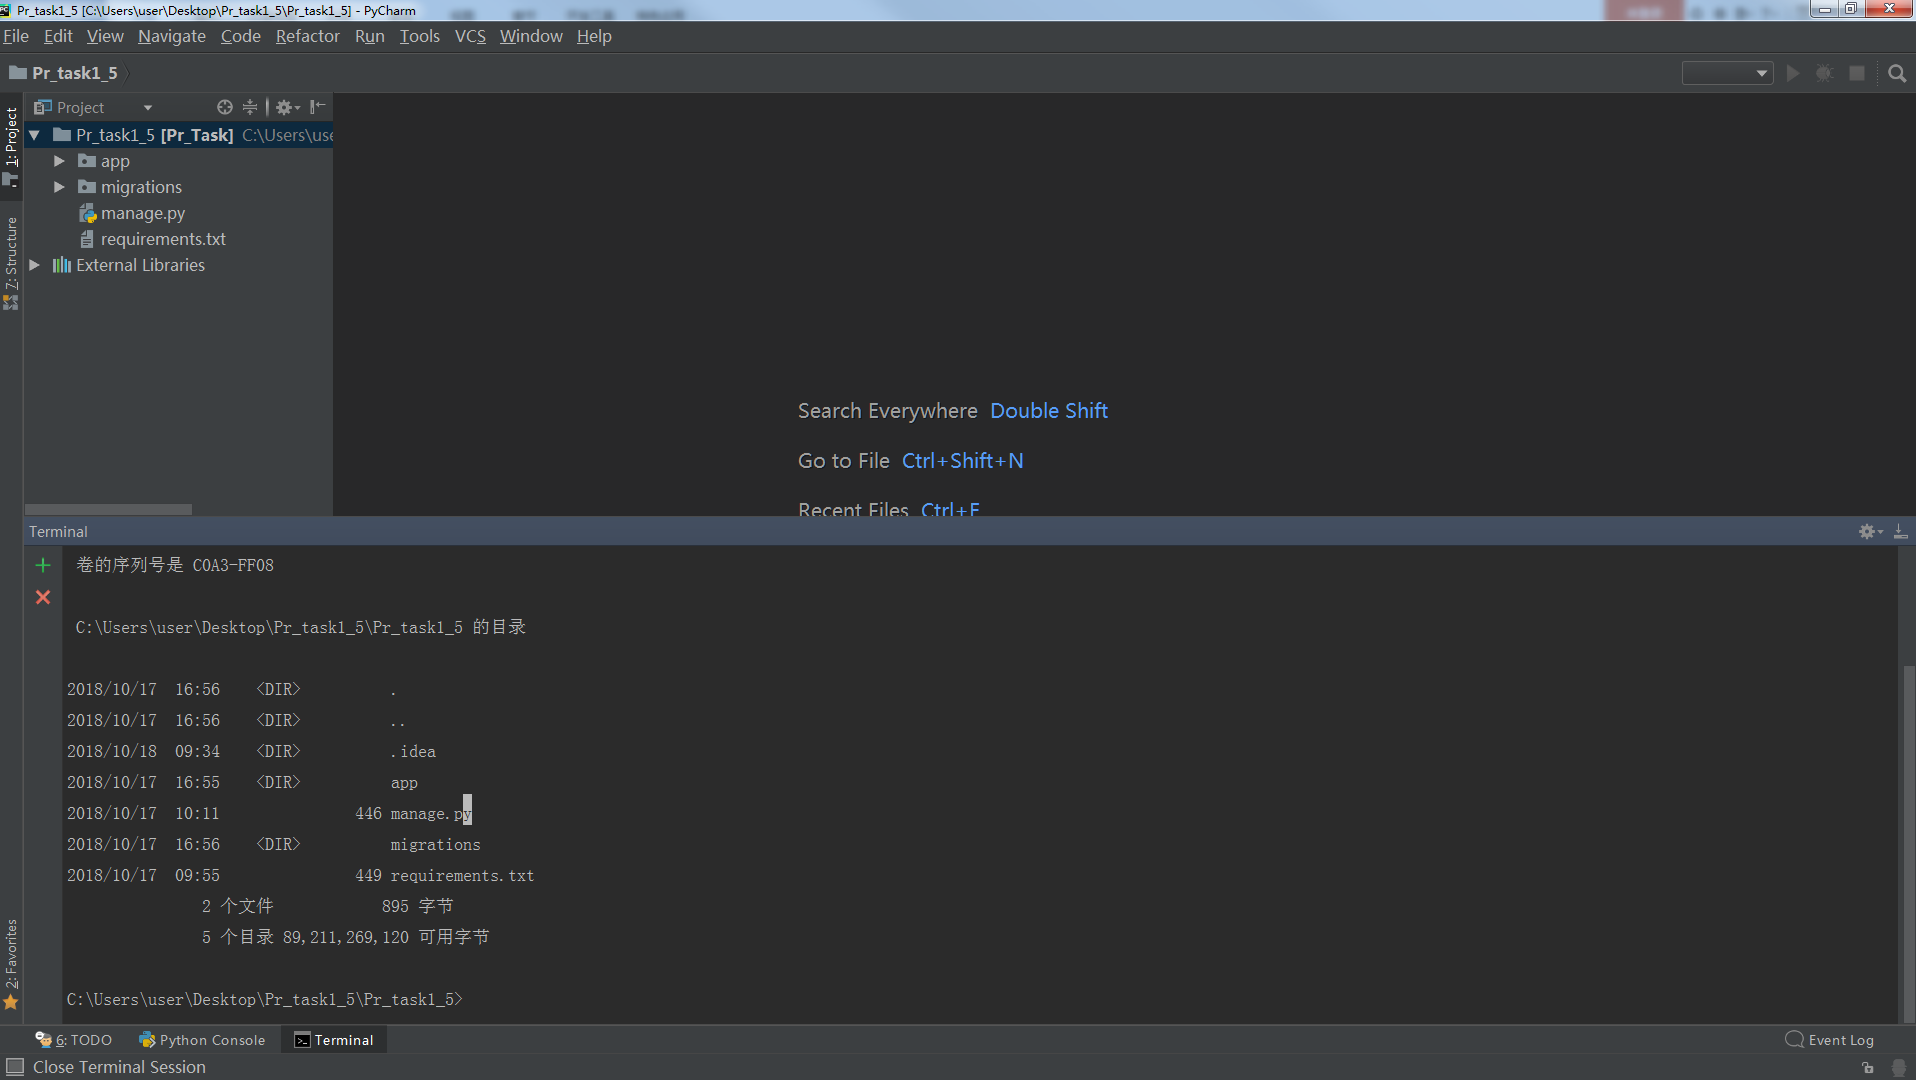 Pr_task1_5 [C:\Users\user\Desktop\Pr_task1_5\Pr_task1_5] - PyCharm
File Edit View Navigate Code Refactor Run Tools VCS Window Help
Pr_task1_5
Project
1: Project
Pr_task1_5 [Pr_Task] C:\Users\use
app
migrations
manage.py
requirements.txt
External Libraries
Z: Structure
Search Everywhere Double Shift
Go to File Ctrl+Shift+N
Recent Files Ctrl+E
Terminal
卷的序列号是 C0A3-FF08
C:\Users\user\Desktop\Pr_task1_5\Pr_task1_5 的目录
2018/10/17 16:56 <DIR> .
2018/10/17 16:56 <DIR> ..
2018/10/18 09:34 <DIR> .idea
2018/10/17 16:55 <DIR> app
2018/10/17 10:11 446 manage.py
2018/10/17 16:56 <DIR> migrations
2018/10/17 09:55 449 requirements.txt
2 个文件 895 字节
5 个目录 89,211,269,120 可用字节
C:\Users\user\Desktop\Pr_task1_5\Pr_task1_5>
2: Favorites
6: TODO Python Console Terminal Event Log
Close Terminal Session